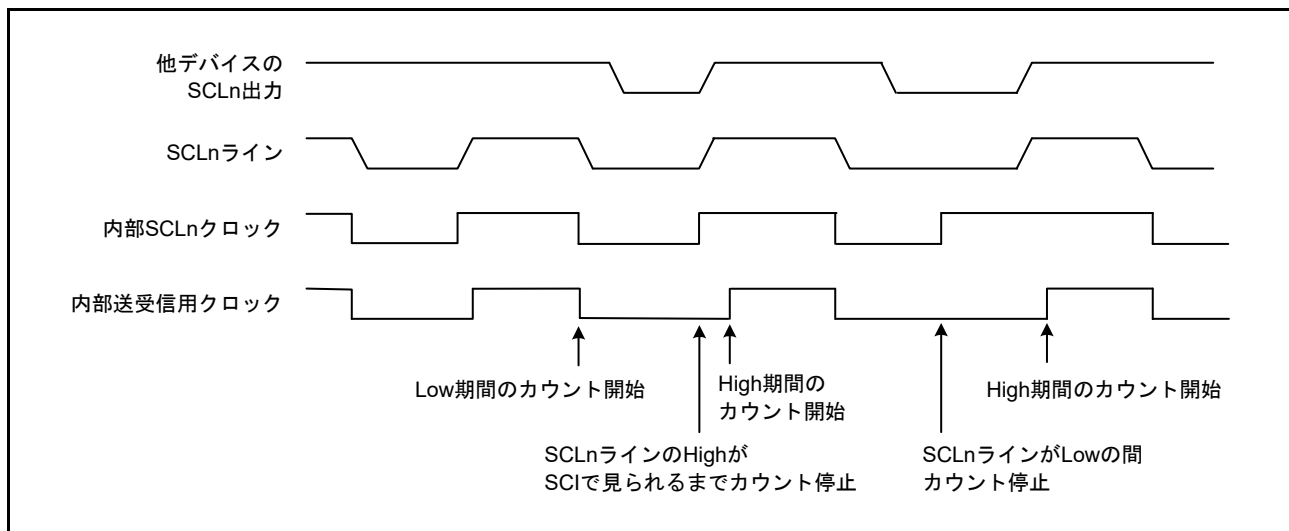 他デバイスの
SCLn出力
SCLnライン
内部SCLnクロック
内部送受信用クロック
Low期間のカウント開始
High期間の
カウント開始
High期間のカウント開始
SCLnラインのHighが
SCIで見られるまでカウント停止
SCLnラインがLowの間
カウント停止